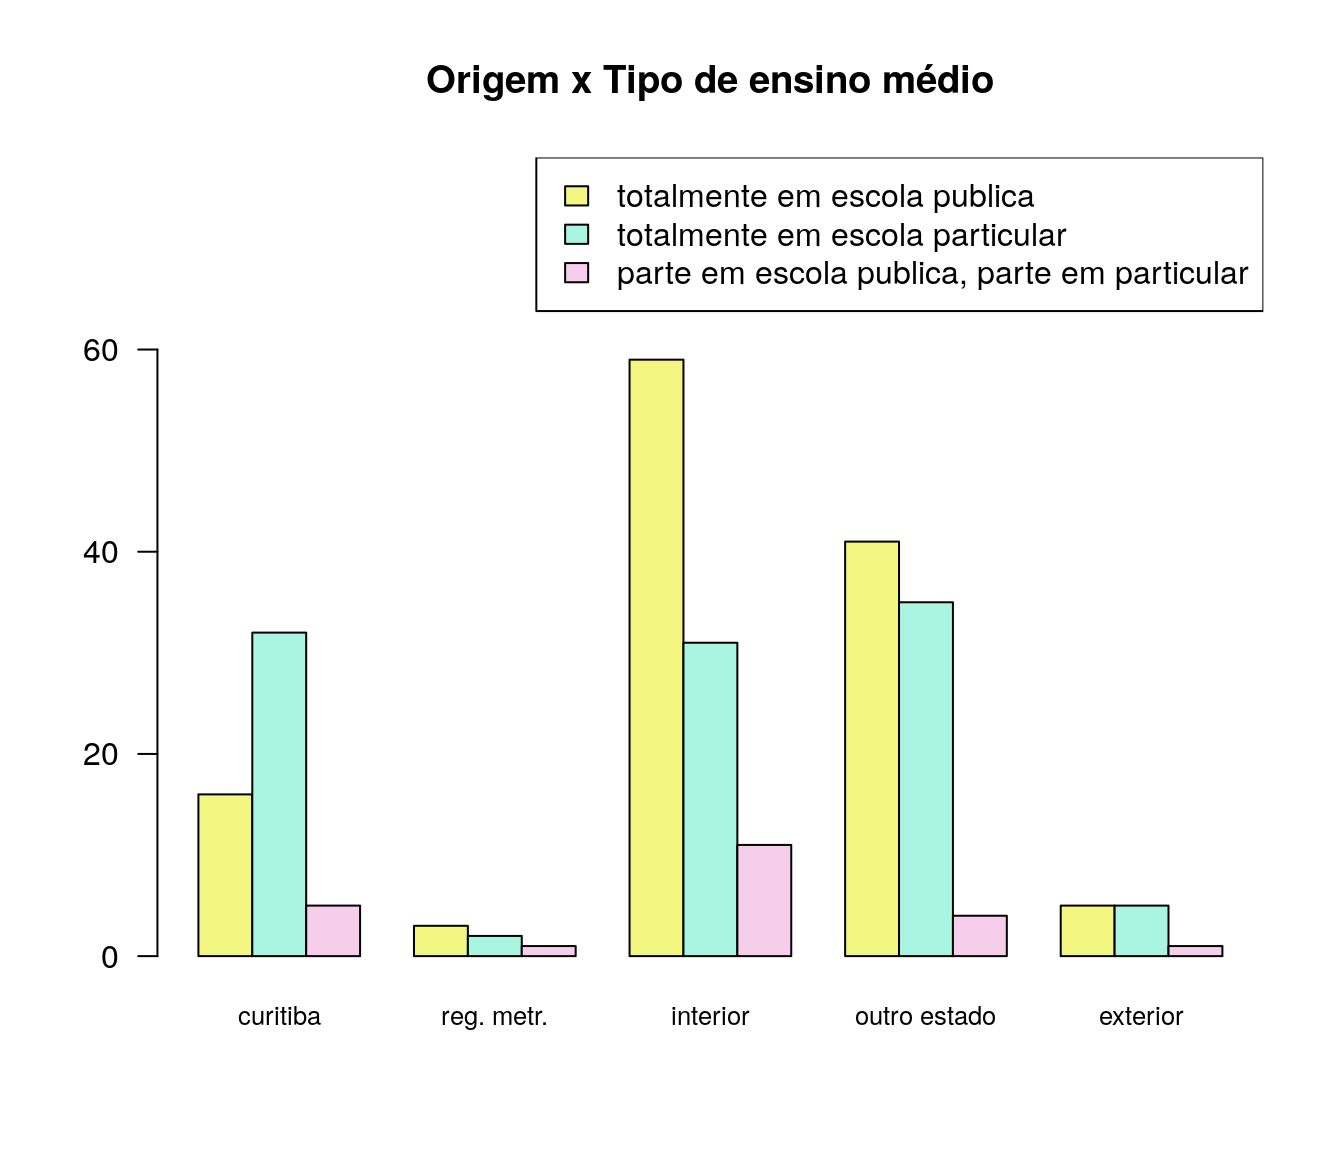 Origem x Tipo de ensino médio
totalmente em escola publica
totalmente em escola particular
parte em escola publica, parte em particular
60
40
20
0
curitiba reg. metr. interior outro estado exterior